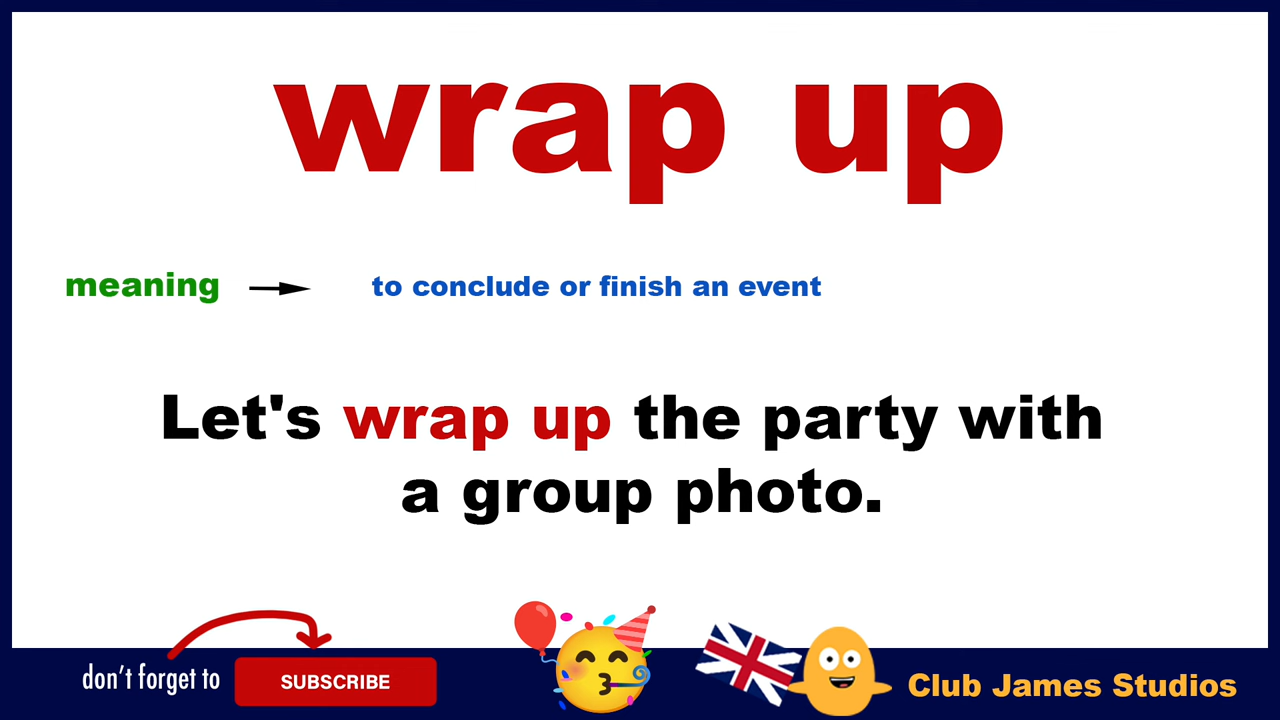 wrap up
meaning
to conclude or finish an event
Let's wrap up the party with
a group photo.
don't forget to
SUBSCRIBE
Club James Studios